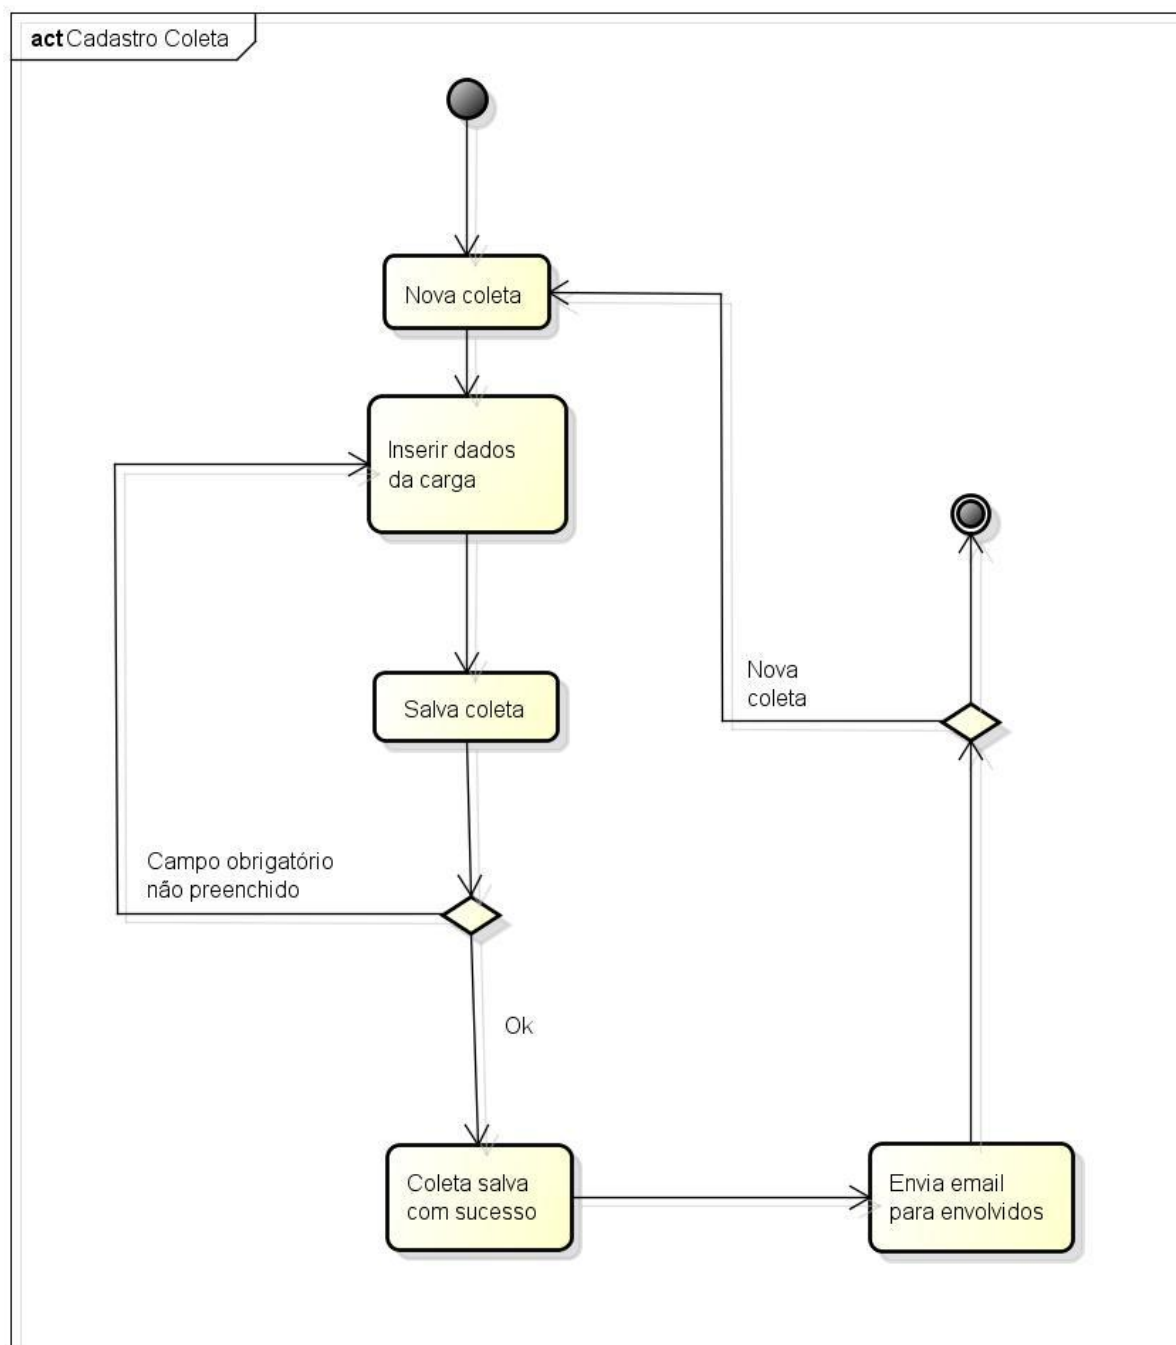 act Cadastro Coleta
Nova coleta
Inserir dados
da carga
Nova
coleta
Salva coleta
Campo obrigatório
não preenchido
Ok
Coleta salva
com sucesso
Envia email
para envolvidos